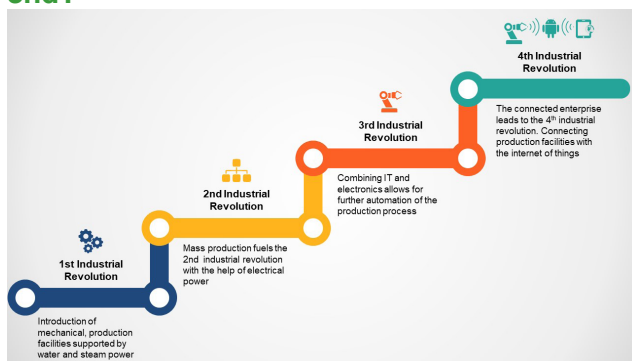 4th Industrial
Revolution
The connected enterprise
leads to the 4th industrial
revolution. Connecting
production facilities with
the internet of things
3rd Industrial
Revolution
Combining IT and
electronics allows for
further automation of the
production process
2nd Industrial
Revolution
Mass production fuels the
2nd industrial revolution
with the help of electrical
power
1st Industrial
Revolution
Introduction of
mechanical, production
facilities supported by
water and steam power